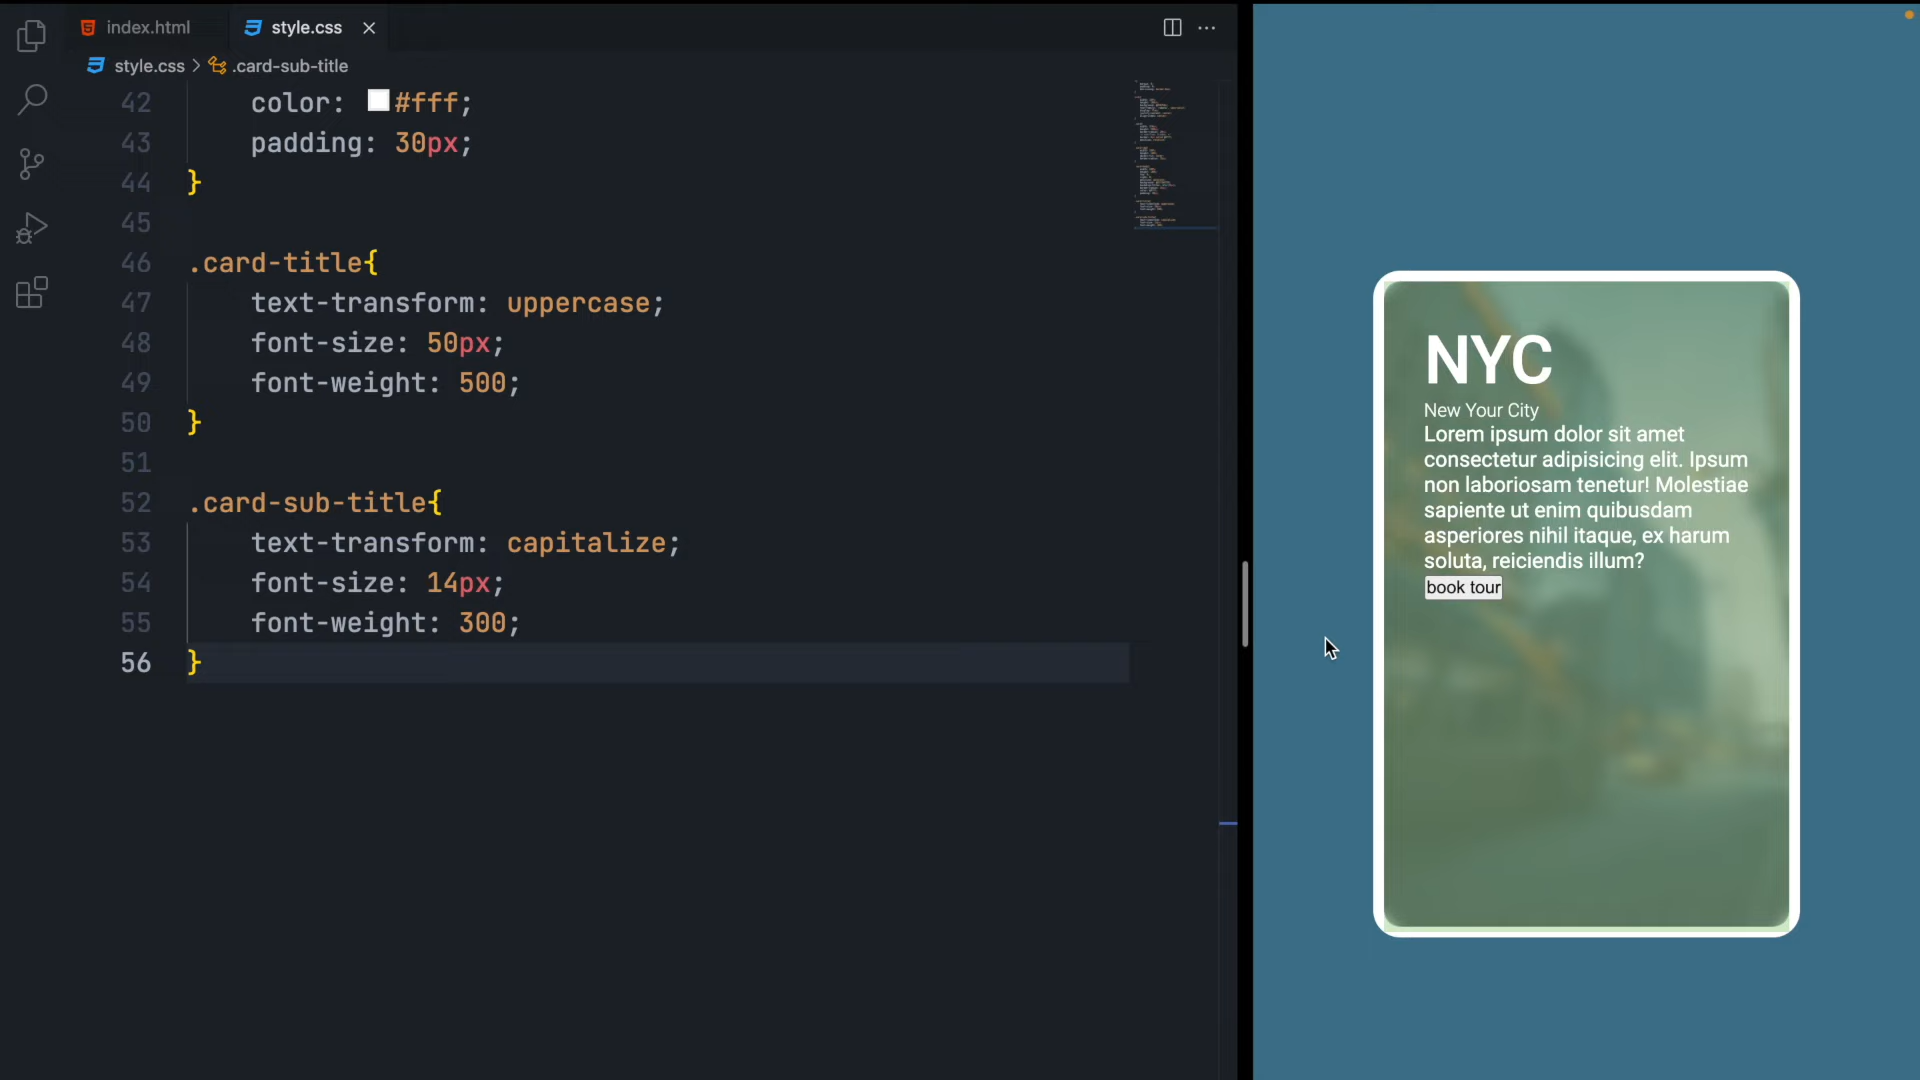 index.html
style.css
style.css > .card-sub-title
42 color: #fff;
43 padding: 30px;
44 }
45
46 .card-title{
47 text-transform: uppercase;
48 font-size: 50px;
49 font-weight: 500;
50 }
51
52 .card-sub-title{
53 text-transform: capitalize;
54 font-size: 14px;
55 font-weight: 300;
56 }
NYC
New Your City
Lorem ipsum dolor sit amet
consectetur adipisicing elit. Ipsum
non laboriosam tenetur! Molestiae
sapiente ut enim quibusdam
asperiores nihil itaque, ex harum
soluta, reiciendis illum?
book tour